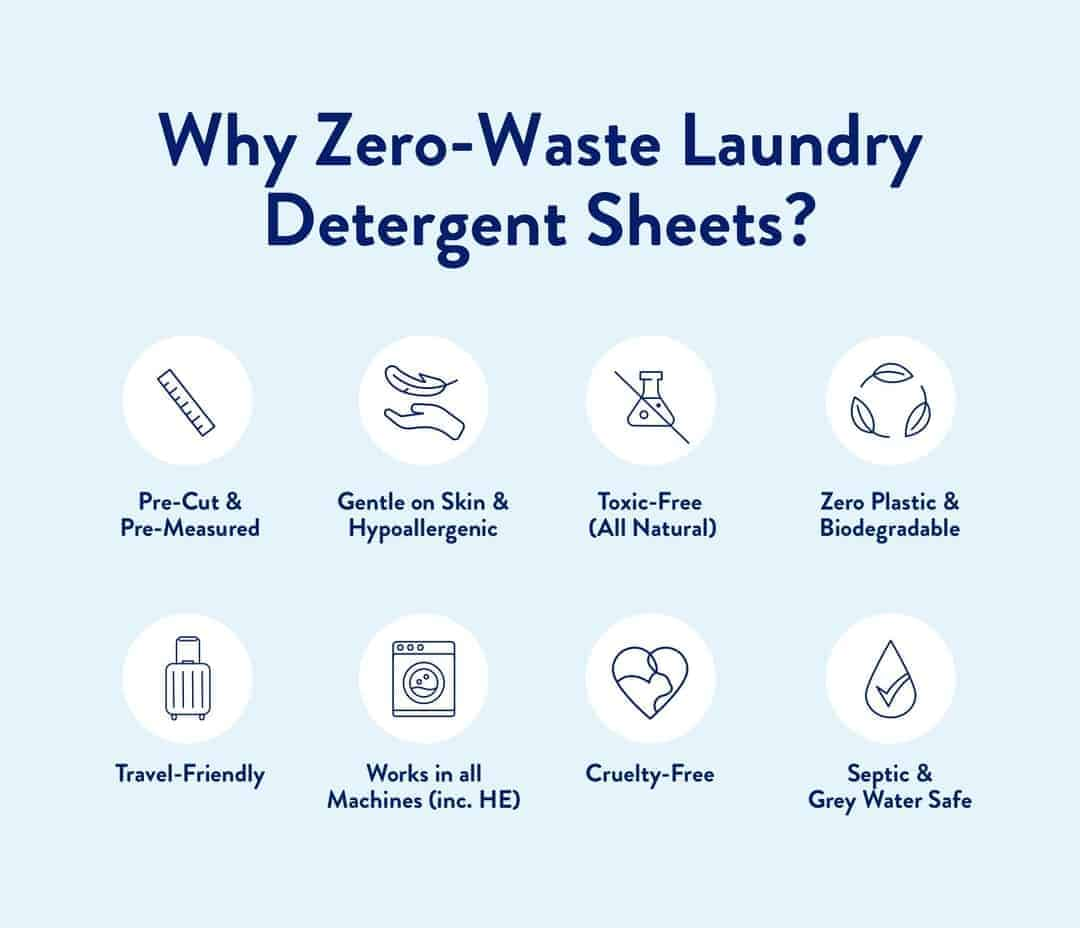 Why Zero-Waste Laundry
Detergent Sheets?
Pre-Cut &
Pre-Measured
Gentle on Skin &
Hypoallergenic
Toxic-Free
(All Natural)
Zero Plastic &
Biodegradable
Travel-Friendly
Works in all
Machines (inc. HE)
Cruelty-Free
Septic &
Grey Water Safe